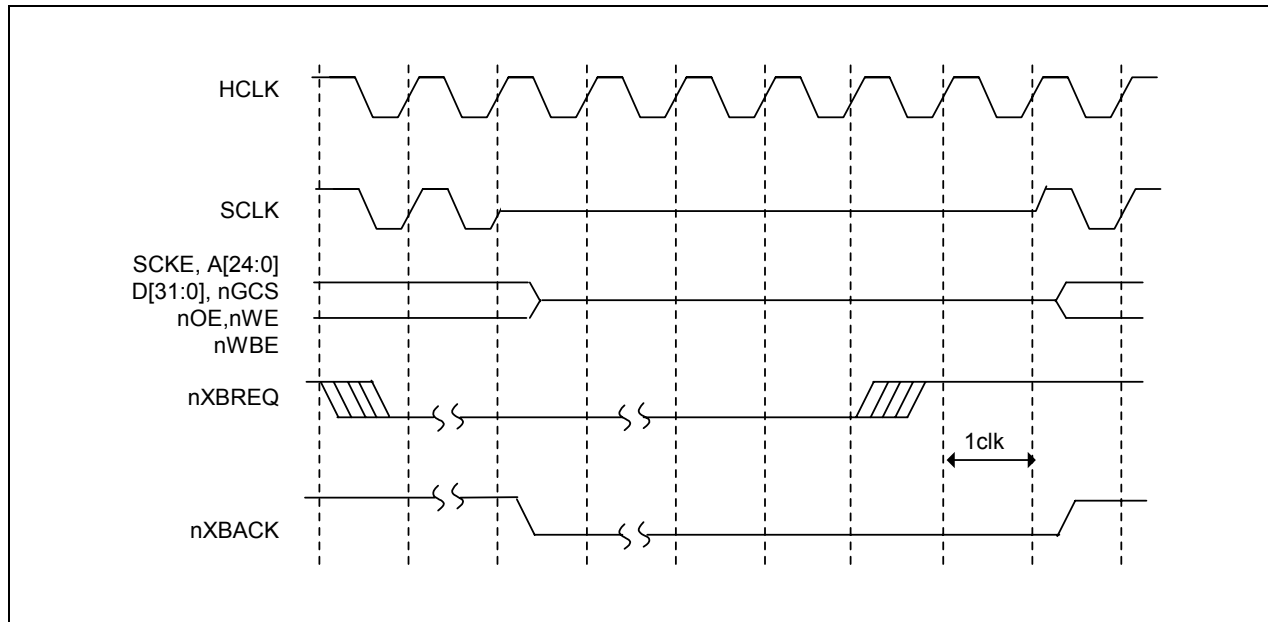 HCLK
SCLK
SCKE, A[24:0]
D[31:0], nGCS
nOE,nWE
nWBE
nXBREQ
1clk
nXBACK